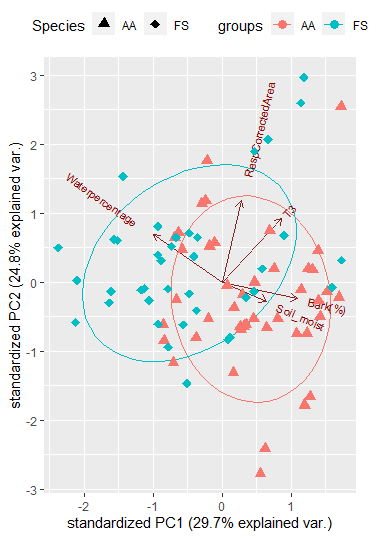 Species AA FS groups AA FS
3
2
1
0
-1
-2
-3
standardized PC2 (24.8% explained var.)
RespCorrectedArea
Waterpercentage
T3
Bark(%)
Soil_moist
-2 -1 0 1
standardized PC1 (29.7% explained var.)